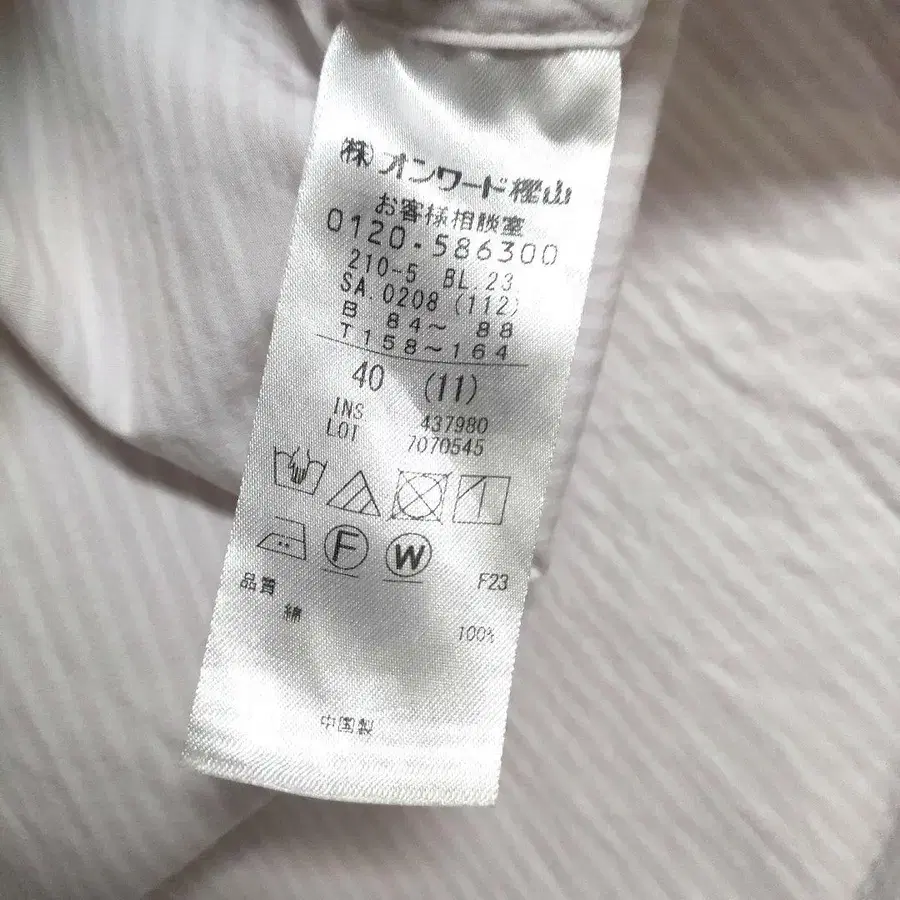 (株)オンワード樫山
お客様相談室
0120-586300
210-5 BL.23
SA.0208 (112)
B 84～ 88
T158～164
40 (11)
INS 437980
LOT 7070545
F W
F23
品質
綿 100%
中国製